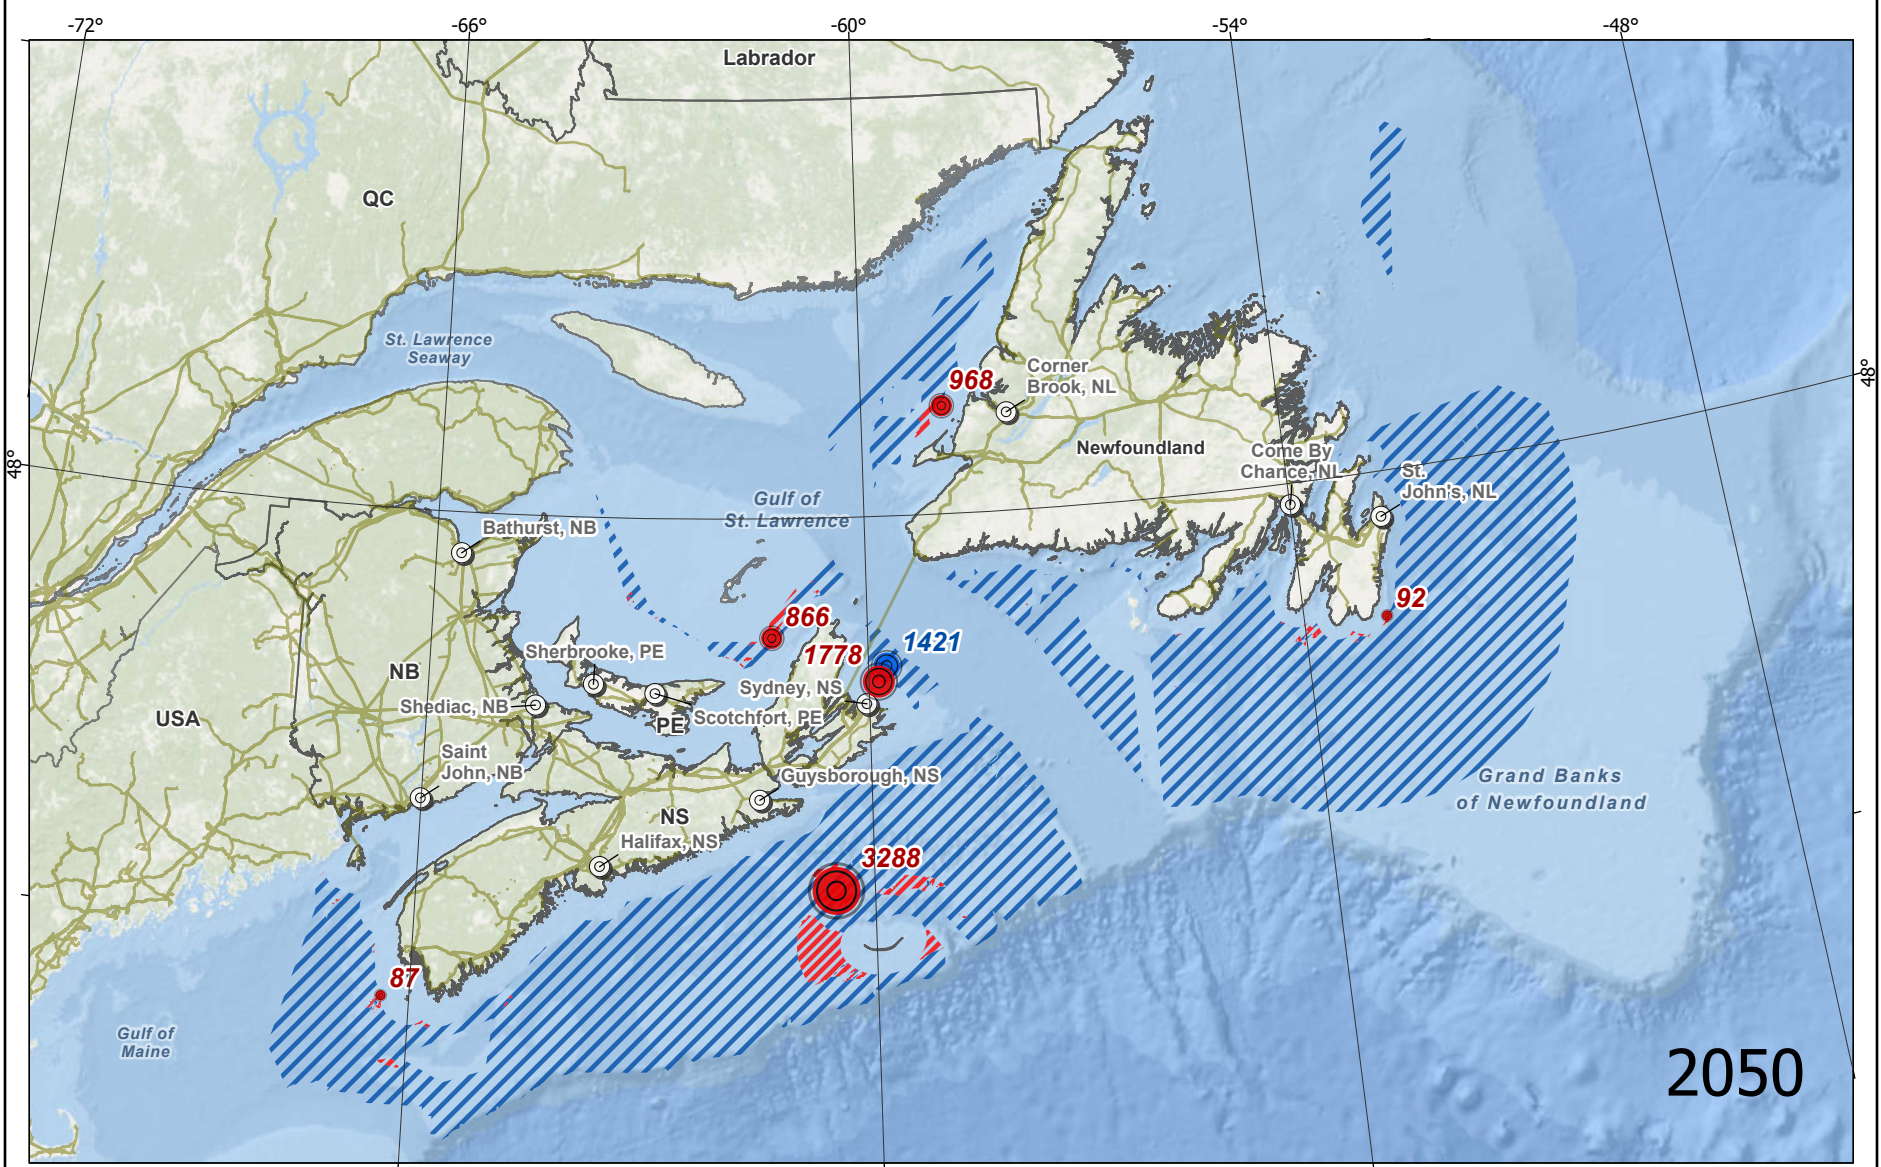 -72°
-66°
-60°
-54°
-48°
Labrador
QC
St. Lawrence
Seaway
968
Corner
Brook, NL
48°
48°
Newfoundland
Come By
Chance, NL
St.
John's, NL
Gulf of
St. Lawrence
Bathurst, NB
92
866
1421
1778
Sherbrooke, PE
NB
Sydney, NS
Shediac, NB
Scotchfort, PE
PE
USA
Saint
John, NB
Guysborough, NS
Grand Banks
of Newfoundland
NS
Halifax, NS
3288
87
Gulf of
Maine
2050